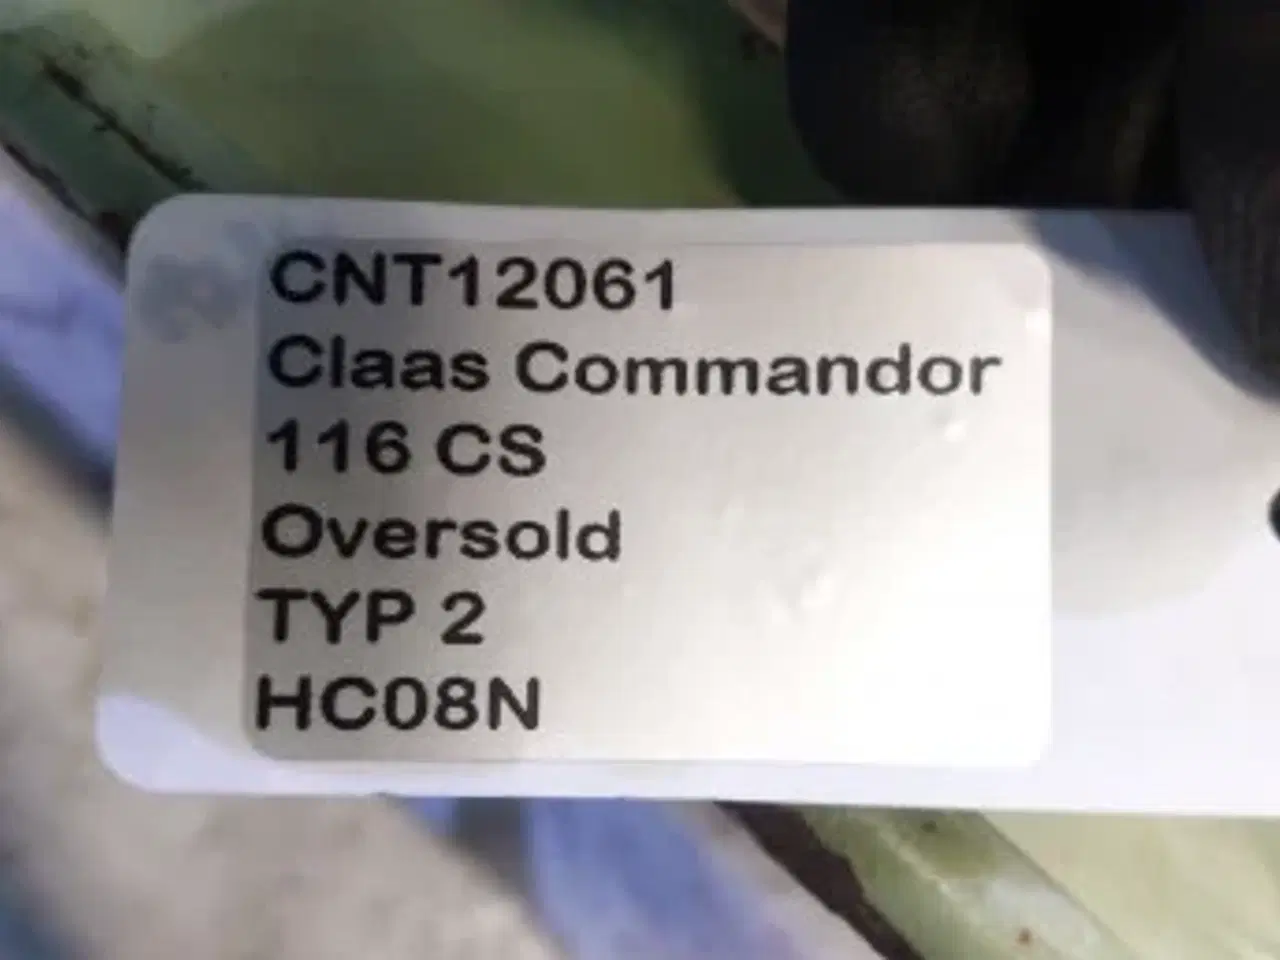 CNT12061
Claas Commandor
116 CS
Oversold
TYP 2
HC08N